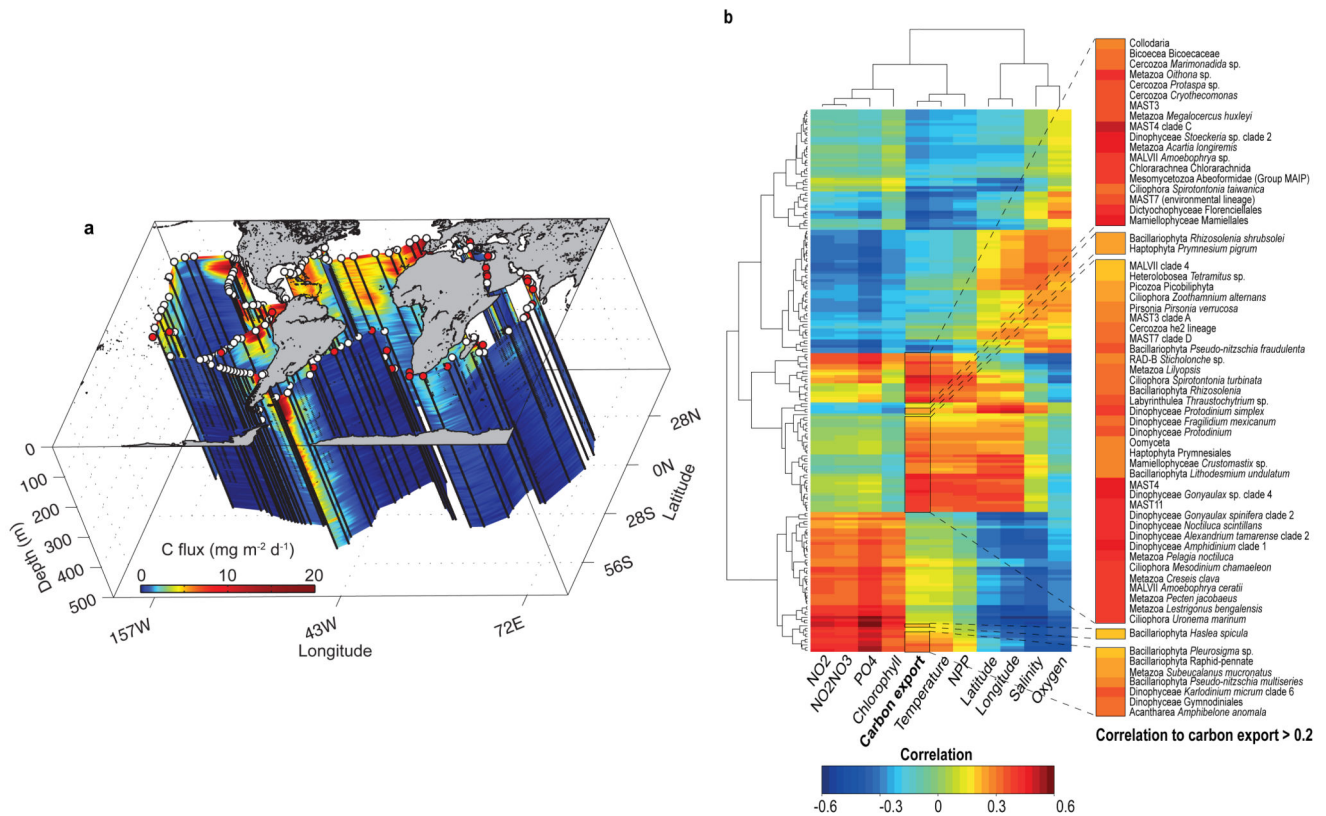 a
0
100
200
300
400
500
Depth (m)
C flux (mg m⁻² d⁻¹)
0
10
20
157W
43W
72E
Longitude
28N
0N
28S
56S
Latitude
b
Collodaria
Bicoecea Bicoecaceae
Cercozoa Marimonadida sp.
Metazoa Oithona sp.
Cercozoa Protaspa sp.
Cercozoa Cryothecomonas
MAST3
Metazoa Megalocercus huxleyi
MAST4 clade C
Dinophyceae Stoeckeria sp. clade 2
Metazoa Acartia longiremis
MALVII Amoebophrya sp.
Chlorarachnea Chlorarachnida
Mesomycetozoa Abeoformidae (Group MAIP)
Ciliophora Spirotontonia taiwanica
MAST7 (environmental lineage)
Dictyochophyceae Florenciellales
Mamiellophyceae Mamiellales
Bacillariophyta Rhizosolenia shrubsolei
Haptophyta Prymnesium pigrum
MALVII clade 4
Heterolobosea Tetramitus sp.
Picozoa Picobiliphyta
Ciliophora Zoothamnium alternans
Pirsonia Pirsonia verrucosa
MAST3 clade A
Cercozoa he2 lineage
MAST7 clade D
Bacillariophyta Pseudo-nitzschia fraudulenta
RAD-B Sticholonche sp.
Metazoa Lilyopsis
Ciliophora Spirotontonia turbinata
Bacillariophyta Rhizosolenia
Labyrinthulea Thraustochytrium sp.
Dinophyceae Protodinium simplex
Dinophyceae Fragilidium mexicanum
Dinophyceae Protodinium
Oomyceta
Haptophyta Prymnesiales
Mamiellophyceae Crustomastix sp.
Bacillariophyta Lithodesmium undulatum
MAST4
Dinophyceae Gonyaulax sp. clade 4
MAST11
Dinophyceae Gonyaulax spinifera clade 2
Dinophyceae Noctiluca scintillans
Dinophyceae Alexandrium tamarense clade 2
Dinophyceae Amphidinium clade 1
Metazoa Pelagia noctiluca
Ciliophora Mesodinium chamaeleon
Metazoa Creseis clava
MALVII Amoebophrya ceratii
Metazoa Pecten jacobaeus
Metazoa Lestrigonus bengalensis
Ciliophora Uronema marinum
Bacillariophyta Haslea spicula
Bacillariophyta Pleurosigma sp.
Bacillariophyta Raphid-pennate
Metazoa Subeucalanus mucronatus
Bacillariophyta Pseudo-nitzschia multiseries
Dinophyceae Karlodinium micrum clade 6
Dinophyceae Gymnodiniales
Acantharea Amphibelone anomala
Correlation to carbon export > 0.2
NO2
NO2NO3
PO4
Chlorophyll
Carbon export
Temperature
NPP
Latitude
Longitude
Salinity
Oxygen
Correlation
-0.6
-0.3
0
0.3
0.6